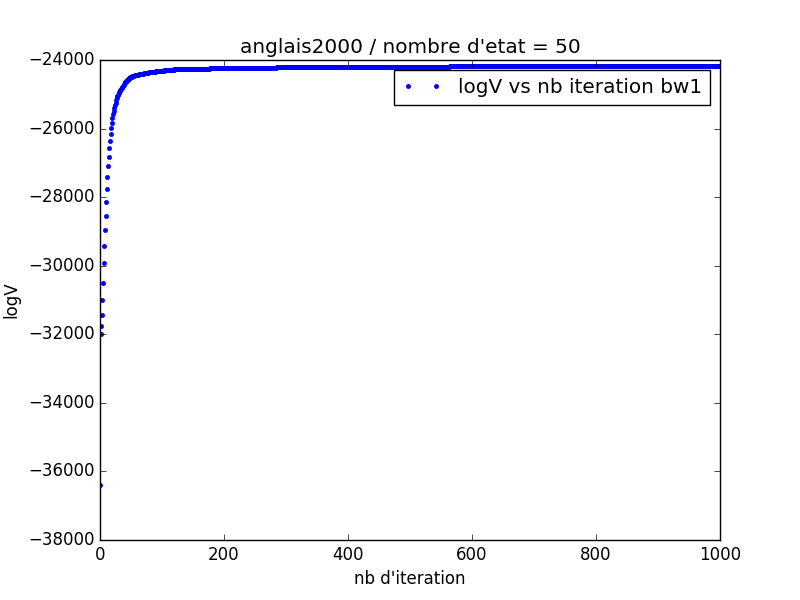 anglais2000 / nombre d'etat = 50
logV vs nb iteration bw1
−24000
−26000
−28000
−30000
−32000
−34000
−36000
−38000
logV
0 200 400 600 800 1000
nb d'iteration